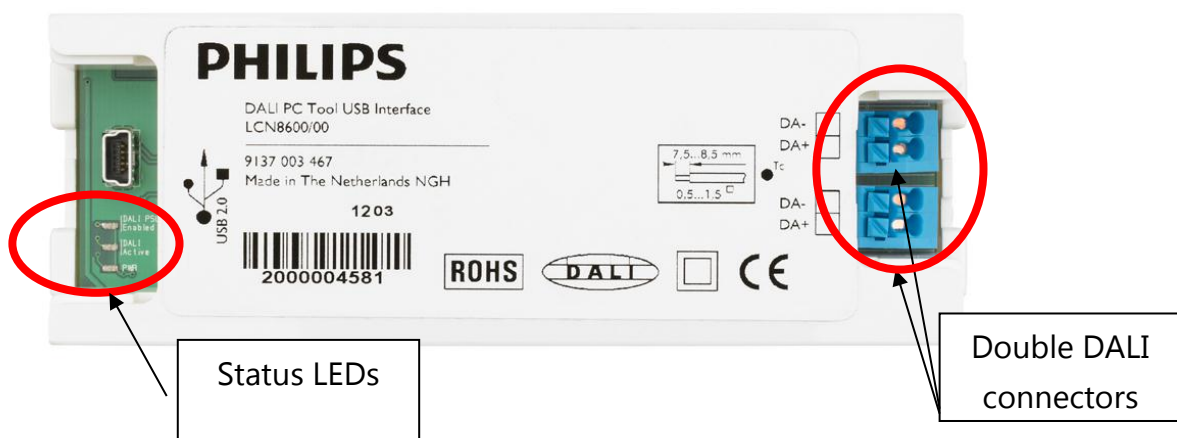 PHILIPS
DALI PC Tool USB Interface
LCN8600/00
9137 003 467
Made in The Netherlands NGH
1203
2000004581
USB 2.0
DALI PS
Enabled
DALI
Active
PWR
ROHS
DALI
CE
7,5...8,5 mm
0,5...1,5
Tc
DA-
DA+
DA-
DA+
Status LEDs
Double DALI
connectors